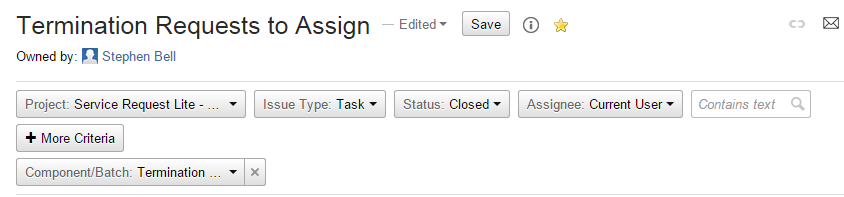 Termination Requests to Assign — Edited Save
Owned by: Stephen Bell
Project: Service Request Lite - ... Issue Type: Task Status: Closed Assignee: Current User Contains text
+ More Criteria
Component/Batch: Termination ...